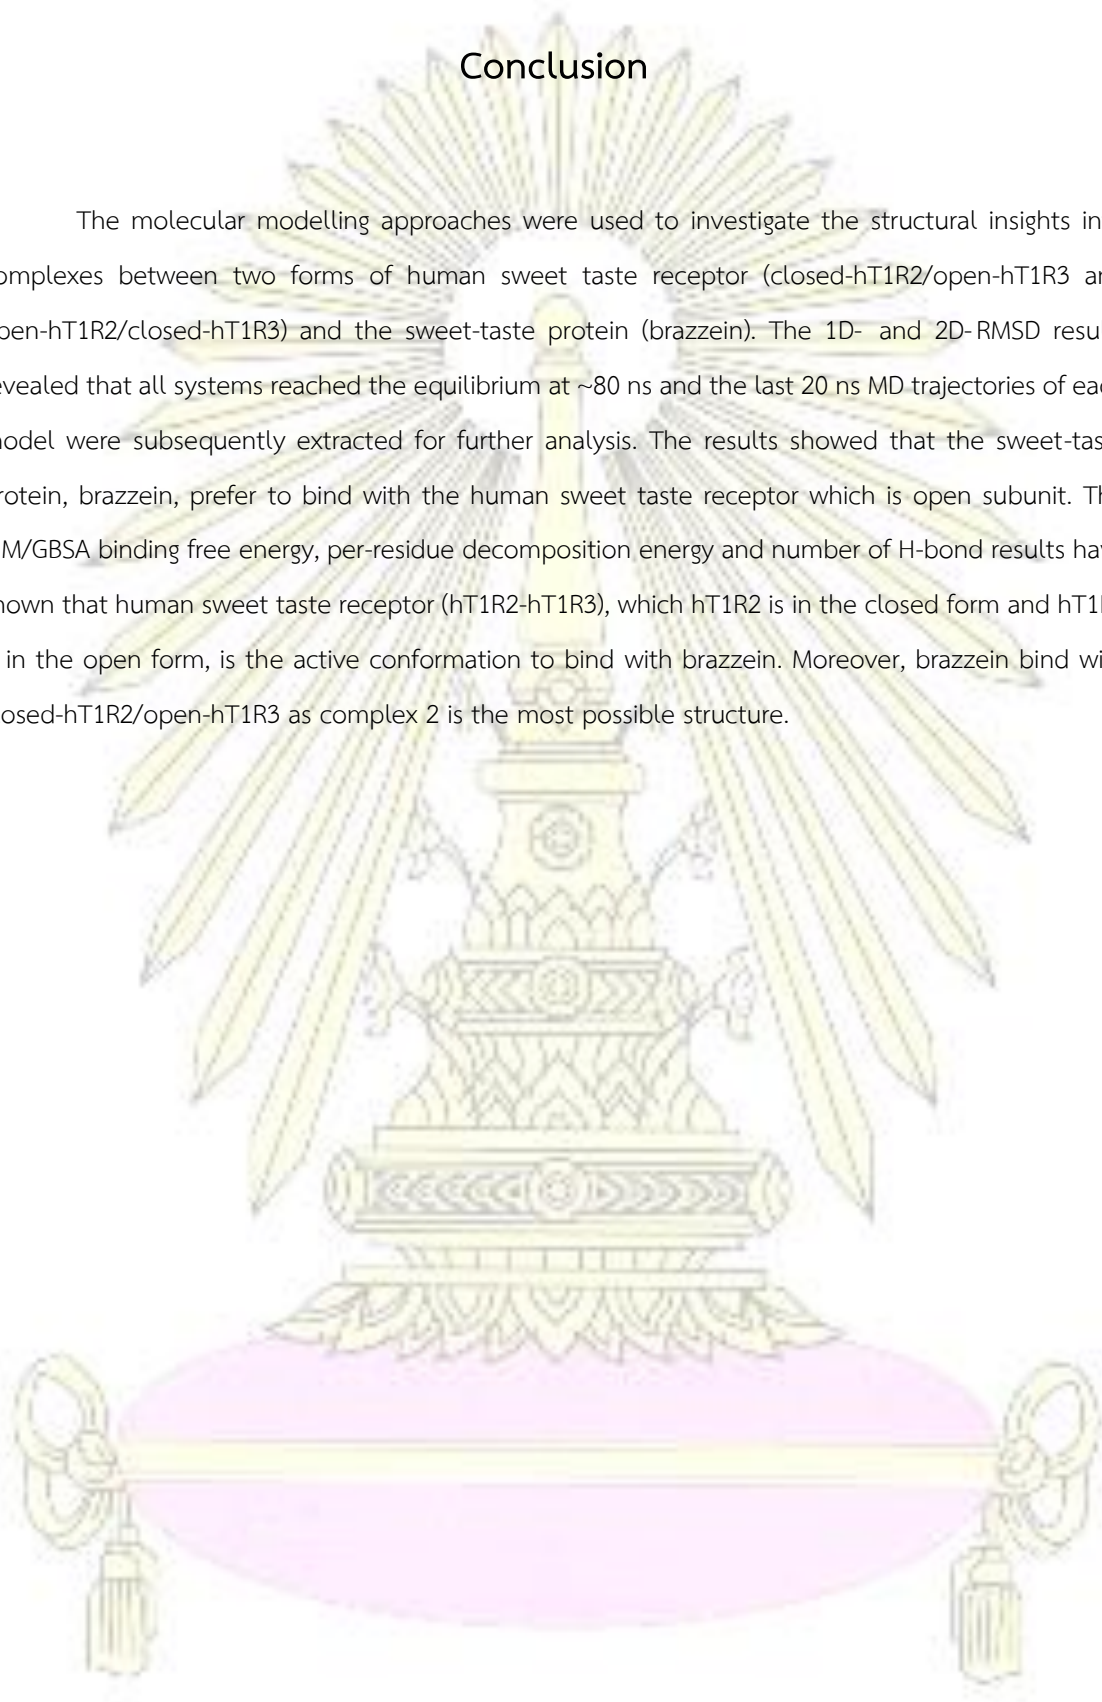 Conclusion
The molecular modelling approaches were used to investigate the structural insights in
omplexes between two forms of human sweet taste receptor (closed-hT1R2/open-hT1R3 an
pen-hT1R2/closed-hT1R3) and the sweet-taste protein (brazzein). The 1D- and 2D-RMSD resu
evealed that all systems reached the equilibrium at ~80 ns and the last 20 ns MD trajectories of eac
odel were subsequently extracted for further analysis. The results showed that the sweet-tas
rotein, brazzein, prefer to bind with the human sweet taste receptor which is open subunit. Th
M/GBSA binding free energy, per-residue decomposition energy and number of H-bond results hav
hown that human sweet taste receptor (hT1R2-hT1R3), which hT1R2 is in the closed form and hT1R
in the open form, is the active conformation to bind with brazzein. Moreover, brazzein bind wi
osed-hT1R2/open-hT1R3 as complex 2 is the most possible structure.